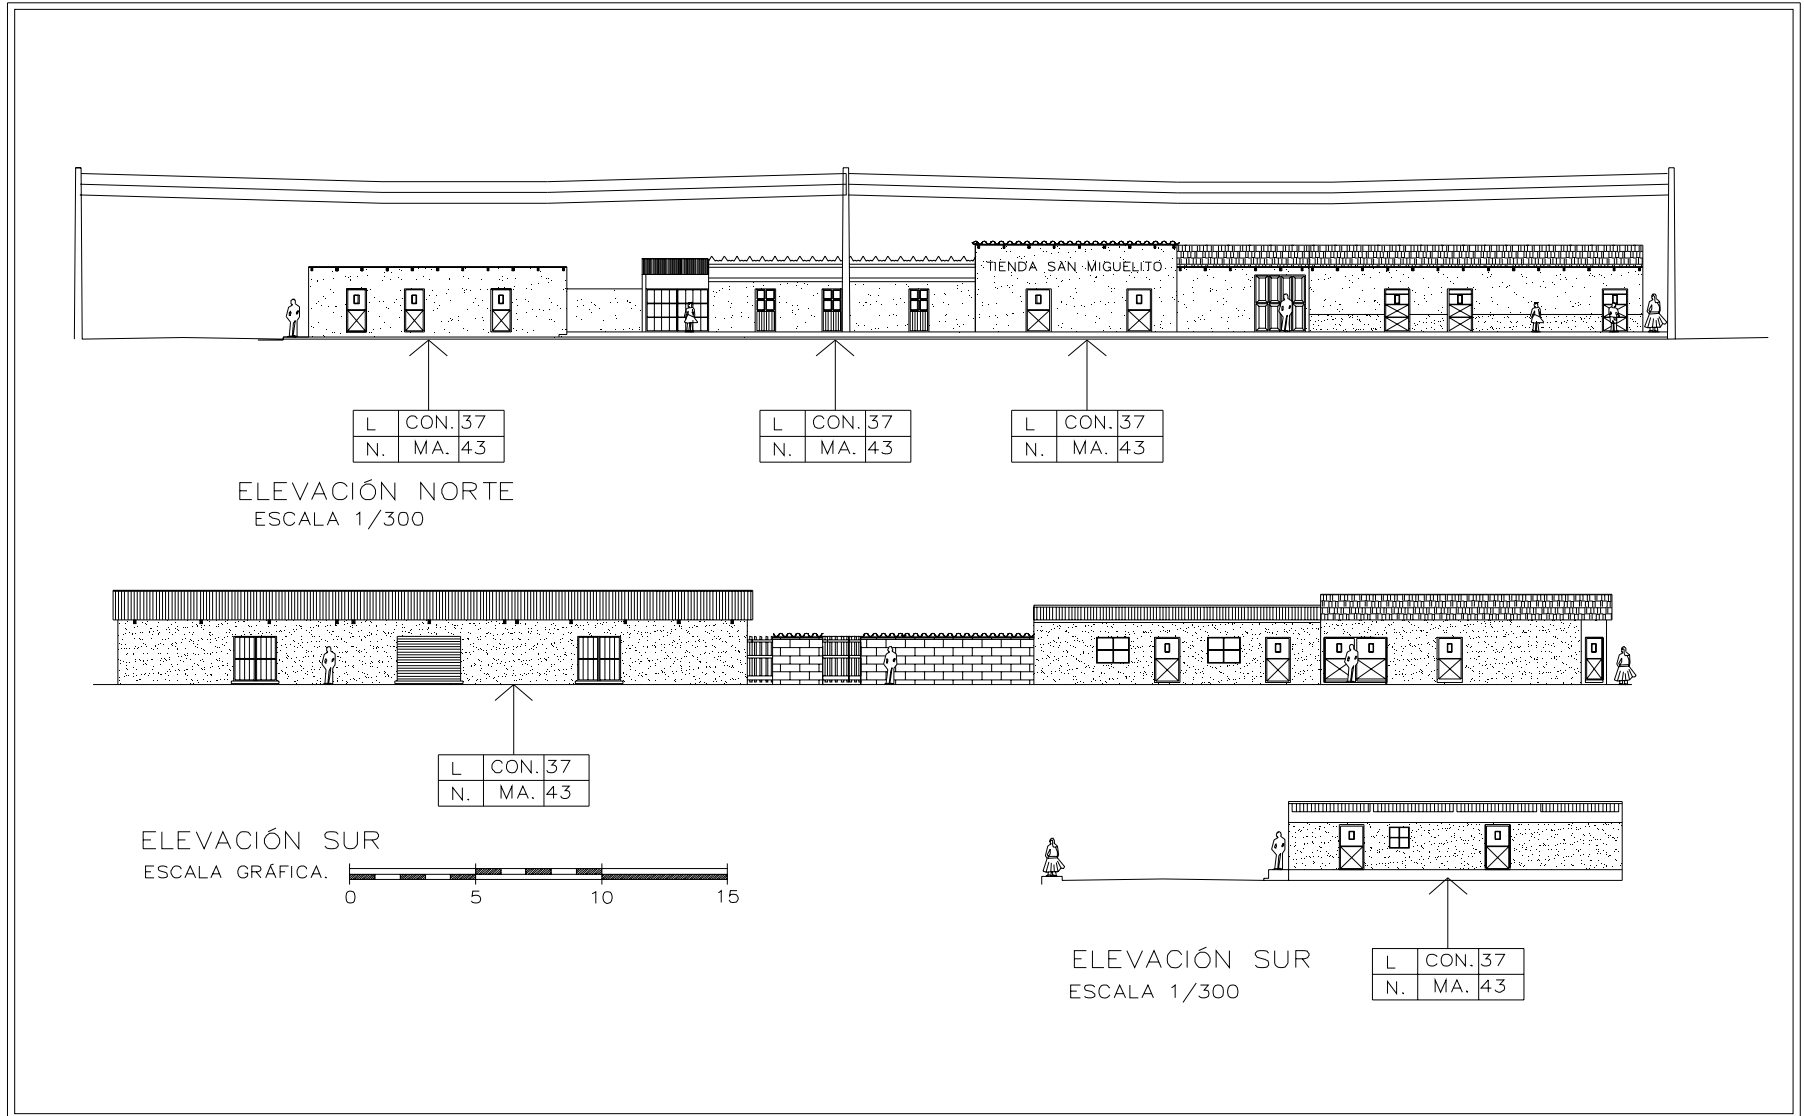 TIENDA SAN MIGUELITO
L CON. 37
N. MA. 43
L CON. 37
N. MA. 43
L CON. 37
N. MA. 43
ELEVACIÓN NORTE
ESCALA 1/300
L CON. 37
N. MA. 43
ELEVACIÓN SUR
ESCALA GRÁFICA.
0 5 10 15
ELEVACIÓN SUR
ESCALA 1/300
L CON. 37
N. MA. 43